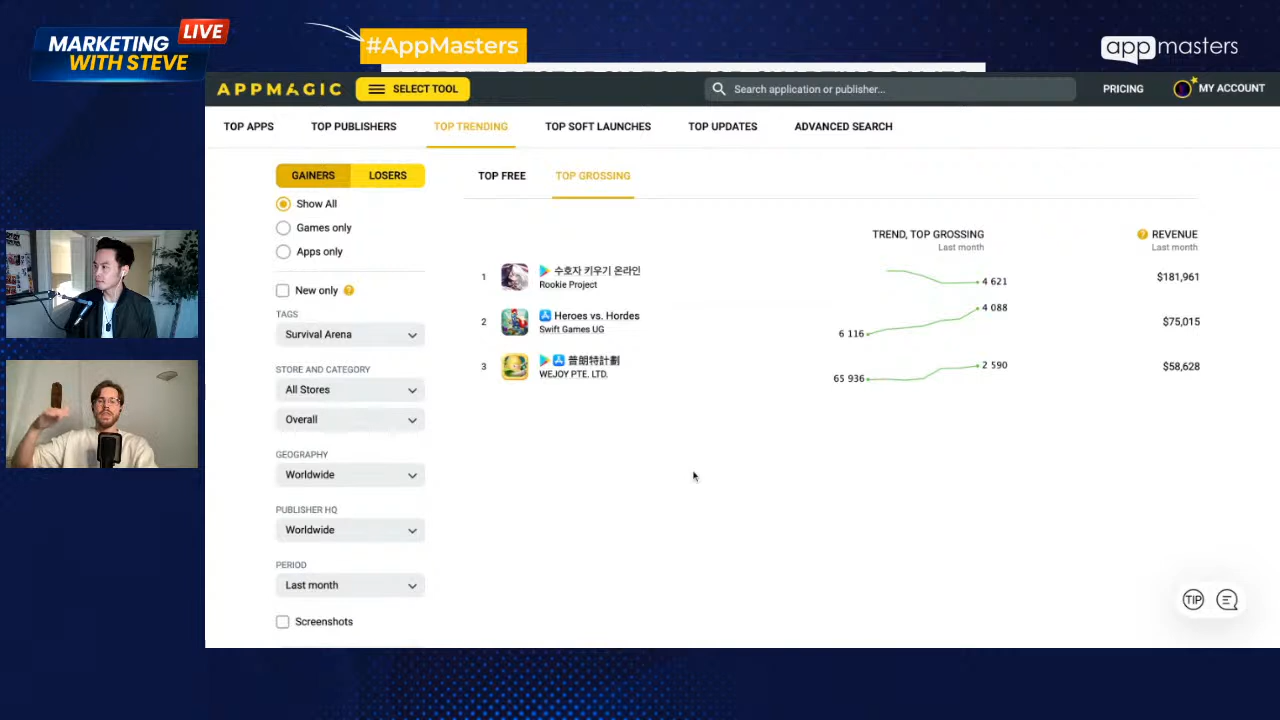 MARKETING
LIVE
WITH STEVE
#AppMasters
appmasters
APPMAGIC
SELECT TOOL
Search application or publisher...
PRICING
MY ACCOUNT
TOP APPS
TOP PUBLISHERS
TOP TRENDING
TOP SOFT LAUNCHES
TOP UPDATES
ADVANCED SEARCH
GAINERS
LOSERS
Show All
Games only
Apps only
New only
TAGS
Survival Arena
STORE AND CATEGORY
All Stores
Overall
GEOGRAPHY
Worldwide
PUBLISHER HQ
Worldwide
PERIOD
Last month
Screenshots
TOP FREE
TOP GROSSING
TREND, TOP GROSSING
Last month
REVENUE
Last month
1
수호자 키우기 온라인
Rookie Project
4 621
$181,961
2
Heroes vs. Hordes
Swift Games UG
6 116
4 088
$75,015
3
普朗特計劃
WEJOY PTE. LTD.
65 936
2 590
$58,628
TIP